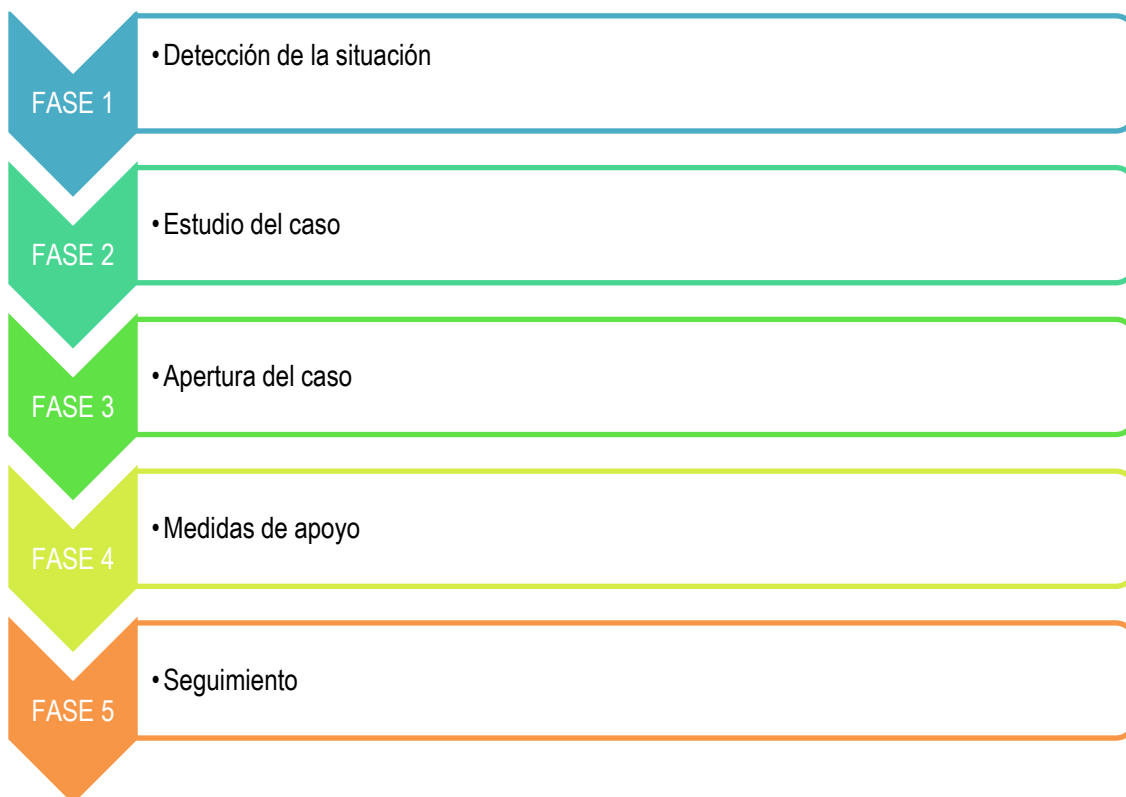 FASE 1
• Detección de la situación
FASE 2
• Estudio del caso
FASE 3
• Apertura del caso
FASE 4
• Medidas de apoyo
FASE 5
• Seguimiento